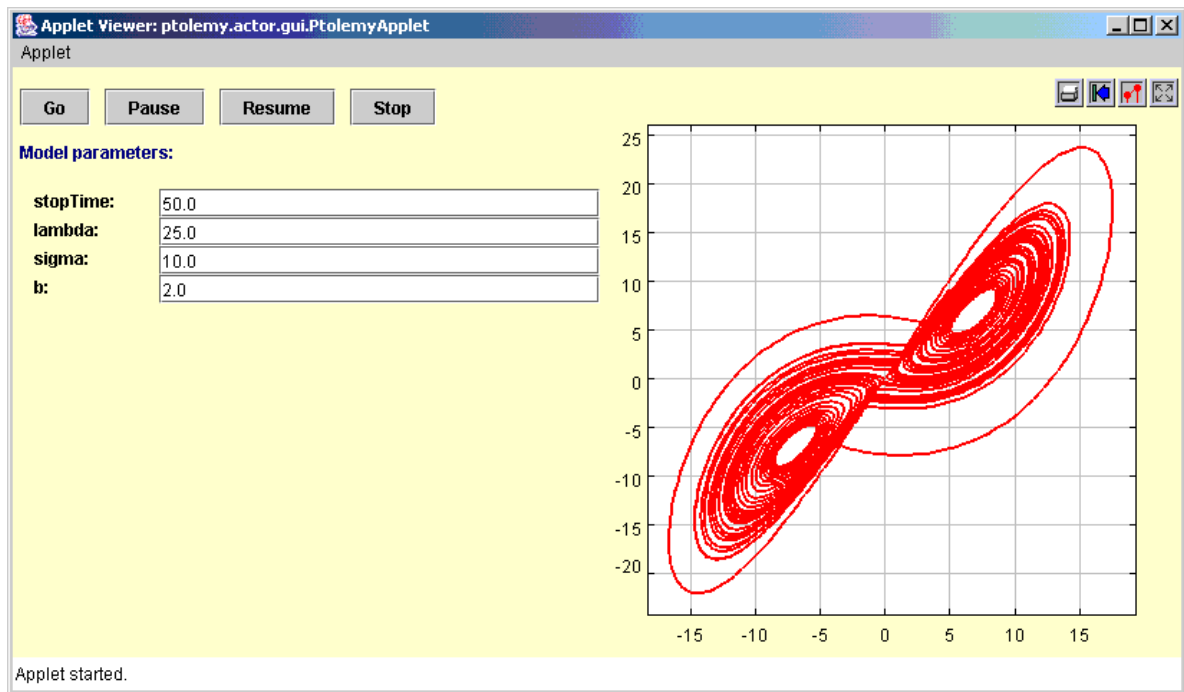 Applet Viewer: ptolemy.actor.gui.PtolemyApplet
Applet
Go Pause Resume Stop
Model parameters:
stopTime: 50.0
lambda: 25.0
sigma: 10.0
b: 2.0
25
20
15
10
5
0
-5
-10
-15
-20
-15 -10 -5 0 5 10 15
Applet started.